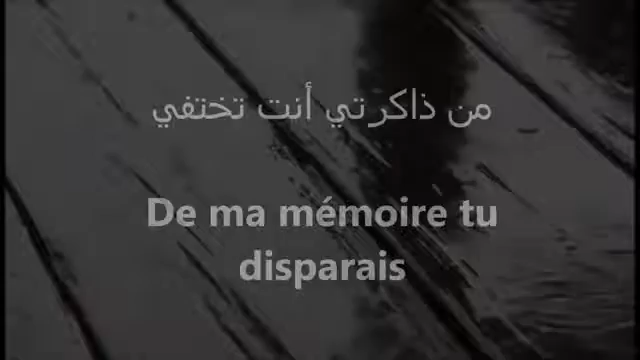 من ذاكرتي أنت تختفي
De ma mémoire tu
disparais